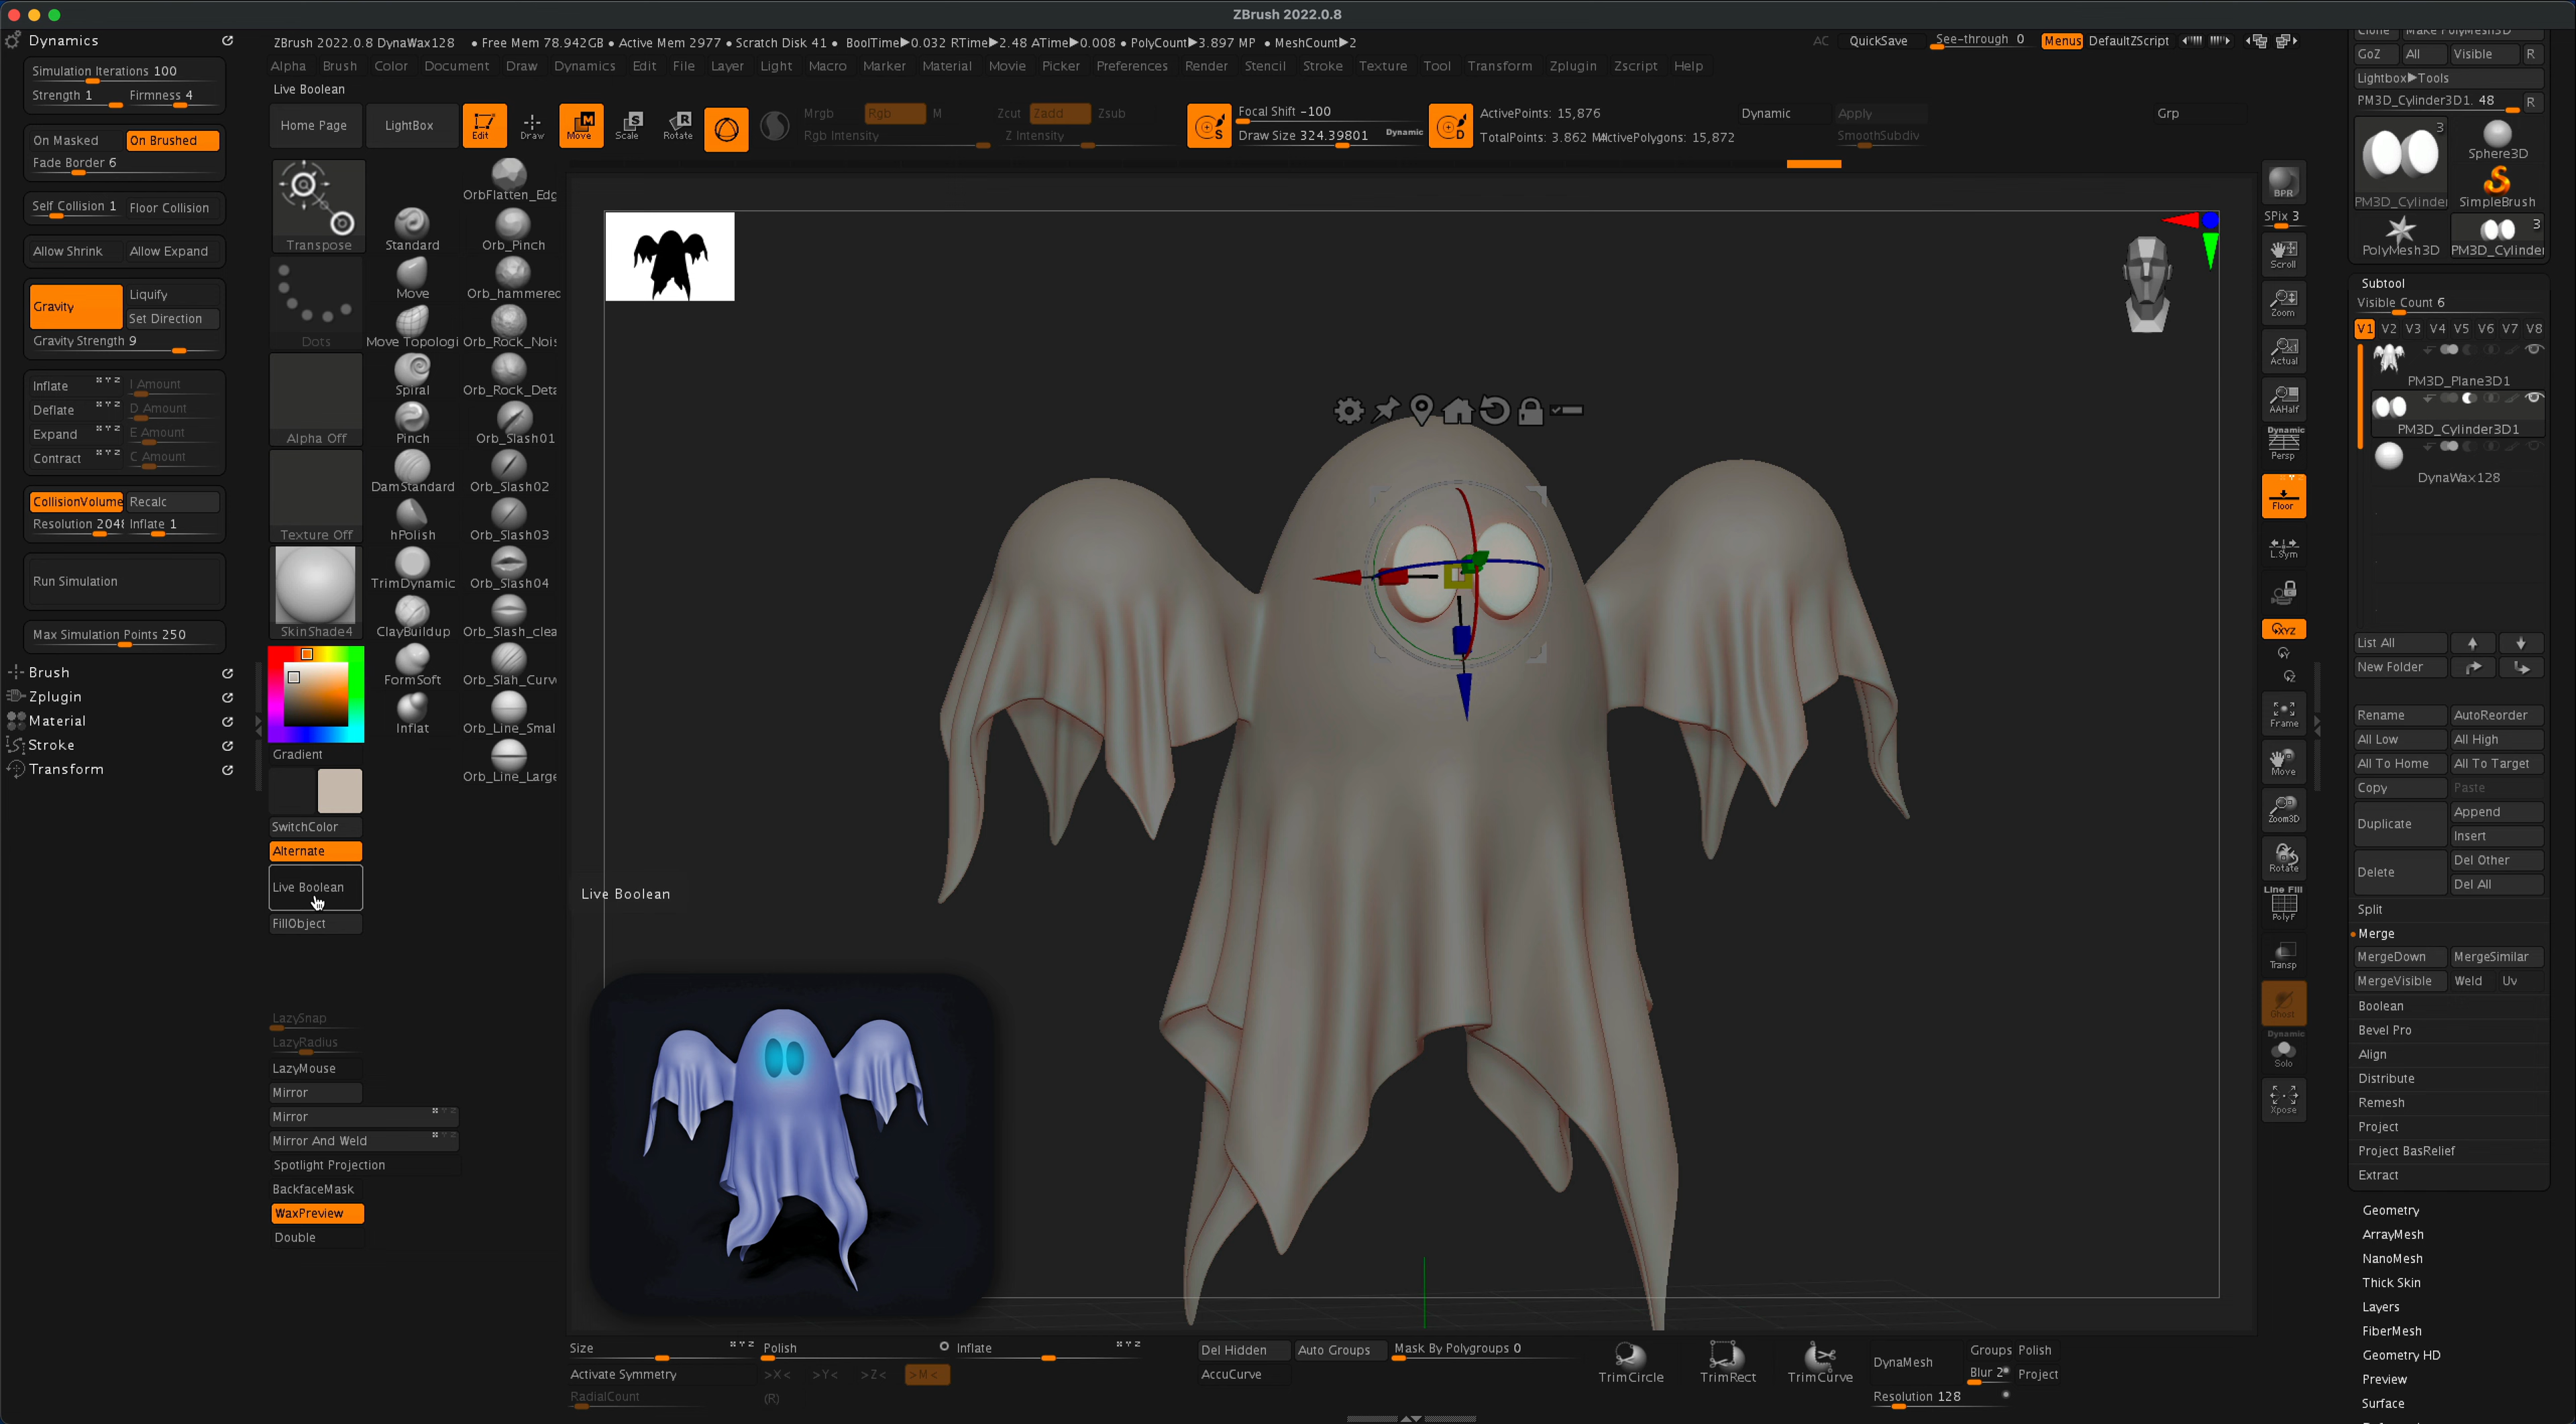 ZBrush 2022.0.8
Dynamics
Simulation Iterations 100
Strength 1 Firmness 4
On Masked On Brushed
Fade Border 6
Self Collision 1 Floor Collision
Allow Shrink Allow Expand
Gravity Liquify
Set Direction
Gravity Strength 9
Inflate I Amount
Deflate D Amount
Expand E Amount
Contract C Amount
CollisionVolume Recalc
Resolution 2048 Inflate 1
Run Simulation
Max Simulation Points 250
Brush
Zplugin
Material
Stroke
Transform
ZBrush 2022.0.8 DynaWax128 • Free Mem 78.942GB • Active Mem 2977 • Scratch Disk 41 • BoolTime▶0.032 RTime▶2.48 ATime▶0.008 • PolyCount▶3.897 MP • MeshCount▶2
AC QuickSave See-through 0 Menus DefaultZScript
Alpha Brush Color Document Draw Dynamics Edit File Layer Light Macro Marker Material Movie Picker Preferences Render Stencil Stroke Texture Tool Transform Zplugin Zscript Help
Live Boolean
Home Page LightBox Edit Draw Move Scale Rotate
Mrgb Rgb M
Rgb Intensity
Zcut Zadd Zsub
Z Intensity
Focal Shift -100
Draw Size 324.39801 Dynamic
ActivePoints: 15,876
TotalPoints: 3.862 ActivePolygons: 15,872
Dynamic Apply
SmoothSubdiv
Grp
Transpose
Dots
Alpha Off
Texture Off
SkinShade4
Gradient
SwitchColor
Alternate
Live Boolean
FillObject
LazySnap
LazyRadius
LazyMouse
Mirror
Mirror
Mirror And Weld
Spotlight Projection
BackfaceMask
WaxPreview
Double
Standard
Move
Move Topologi
Spiral
Pinch
DamStandard
hPolish
TrimDynamic
ClayBuildup
FormSoft
Inflat
OrbFlatten_Edg
Orb_Pinch
Orb_hammered
Orb_Rock_Nois
Orb_Rock_Deta
Orb_Slash01
Orb_Slash02
Orb_Slash03
Orb_Slash04
Orb_Slash_clea
Orb_Slah_Curv
Orb_Line_Smal
Orb_Line_Large
Live Boolean
Size
Polish
Inflate
Activate Symmetry >X< >Y< >Z< >M<
RadialCount (R)
Del Hidden Auto Groups Mask By Polygroups 0
AccuCurve
TrimCircle TrimRect TrimCurve
DynaMesh
Groups Polish
Blur 2 Project
Resolution 128
BPR
SPix 3
Scroll
Zoom
Actual
AAHalf
Dynamic
Persp
Floor
L.Sym
XYZ
Frame
Move
Zoom3D
Rotate
Line Fill
PolyF
Transp
Ghost
Dynamic
Solo
Xpose
Clone Make PolyMesh3D
GoZ All Visible R
Lightbox▶Tools
PM3D_Cylinder3D1. 48 R
3
PM3D_Cylinder
Sphere3D
SimpleBrush
PolyMesh3D
3
PM3D_Cylinder
Subtool
Visible Count 6
V1 V2 V3 V4 V5 V6 V7 V8
PM3D_Plane3D1
PM3D_Cylinder3D1
DynaWax128
List All
New Folder
Rename AutoReorder
All Low All High
All To Home All To Target
Copy Paste
Duplicate Append
Insert
Delete Del Other
Del All
Split
Merge
MergeDown MergeSimilar
MergeVisible Weld Uv
Boolean
Bevel Pro
Align
Distribute
Remesh
Project
Project BasRelief
Extract
Geometry
ArrayMesh
NanoMesh
Thick Skin
Layers
FiberMesh
Geometry HD
Preview
Surface